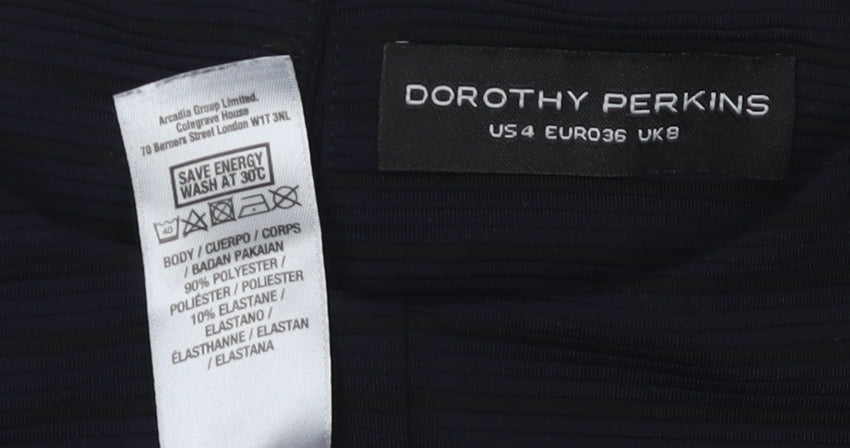 Arcadia Group Limited.
Colegrave House
70 Berners Street London W1T 3NL
SAVE ENERGY
WASH AT 30°C
40
BODY / CUERPO / CORPS
/ BADAN PAKAIAN
90% POLYESTER /
POLIÉSTER / POLIESTER
10% ELASTANE /
ELASTANO /
ÉLASTHANNE / ELASTAN
/ ELASTANA
DOROTHY PERKINS
US4 EURO36 UK8